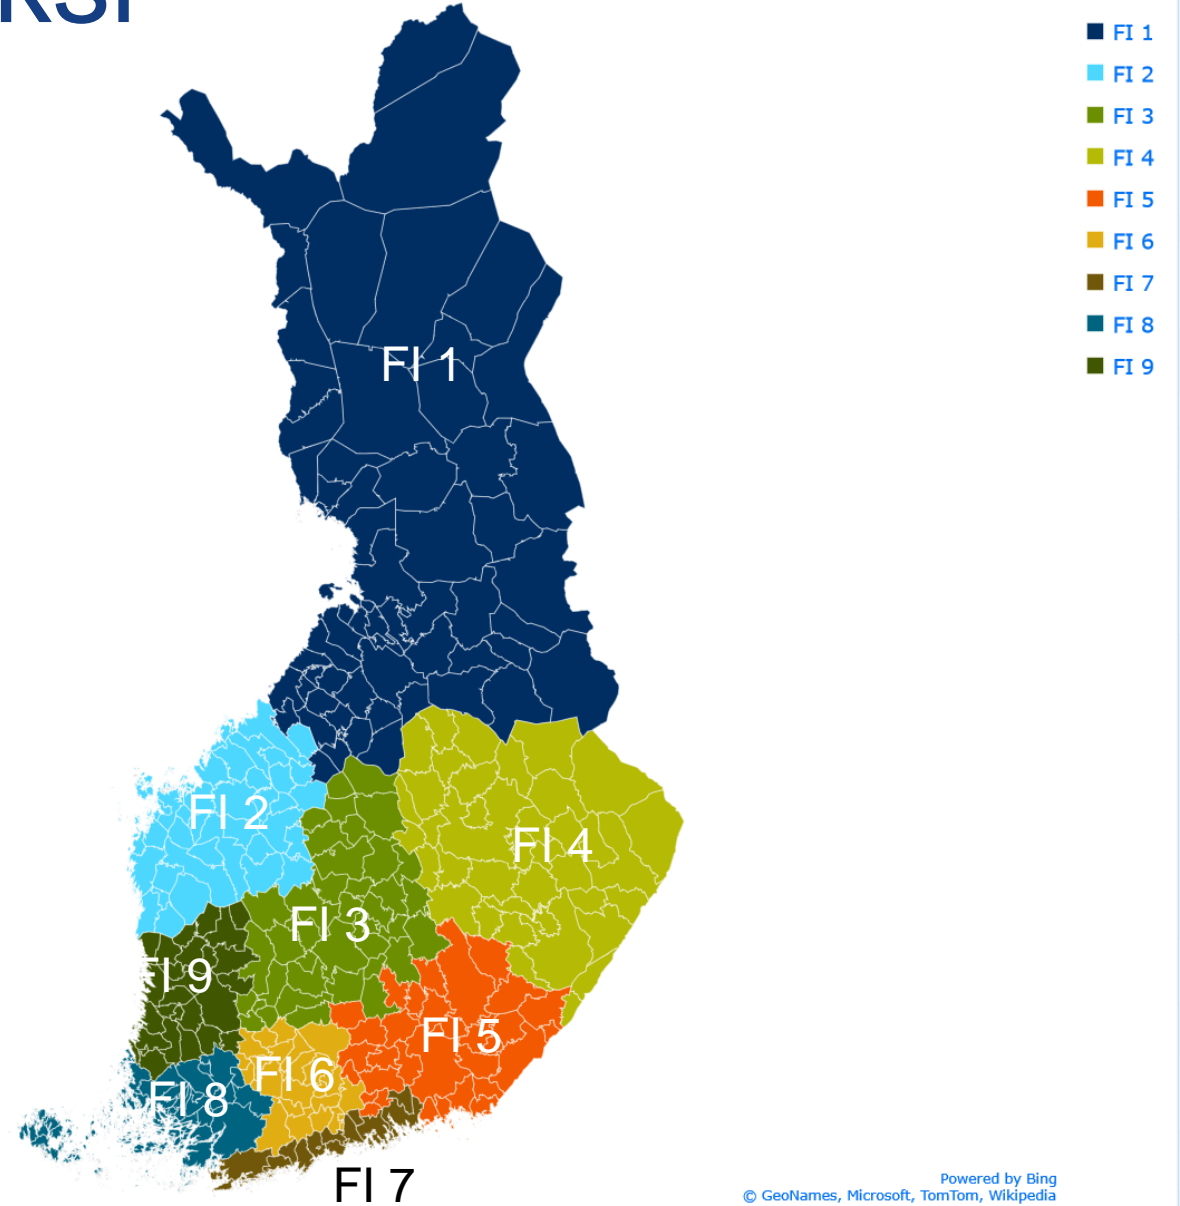 FI 1
FI 2
FI 3
FI 4
FI 5
FI 6
FI 7
FI 8
FI 9
FI 1
FI 2
FI 4
FI 3
FI 9
FI 5
FI 6
FI 8
FI 7
Powered by Bing
© GeoNames, Microsoft, TomTom, Wikipedia